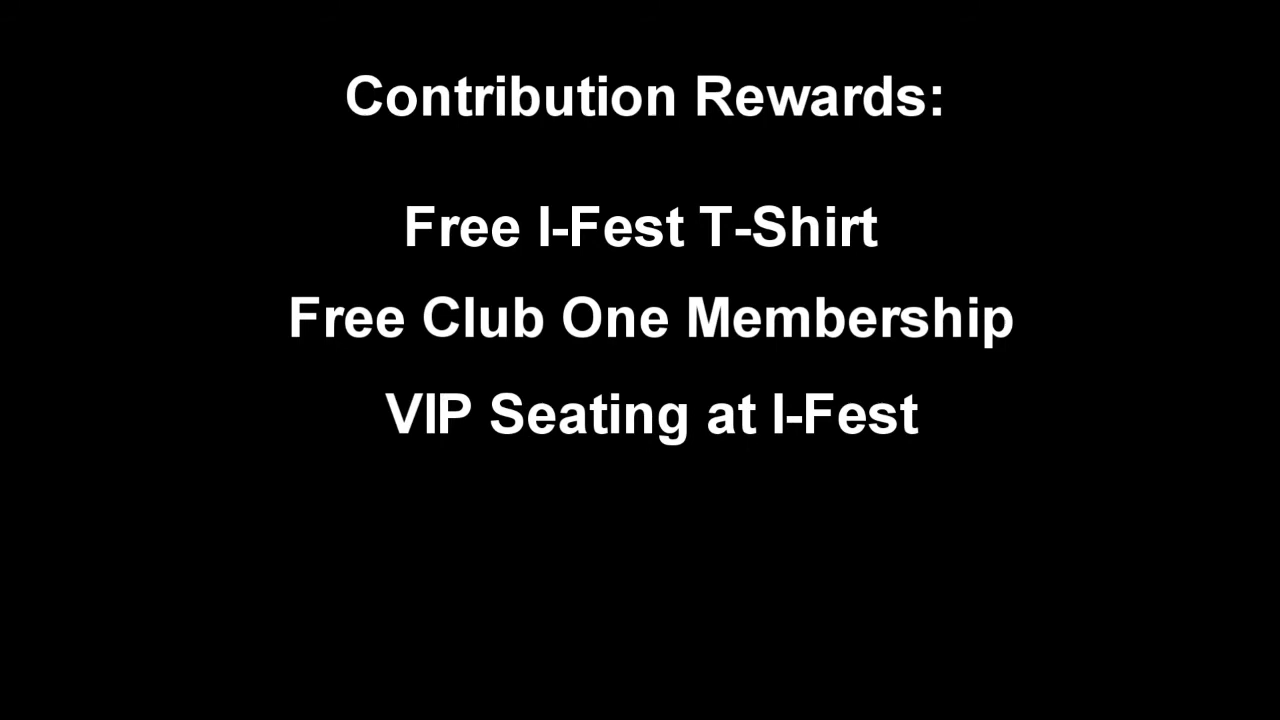 Contribution Rewards:
Free I-Fest T-Shirt
Free Club One Membership
VIP Seating at I-Fest